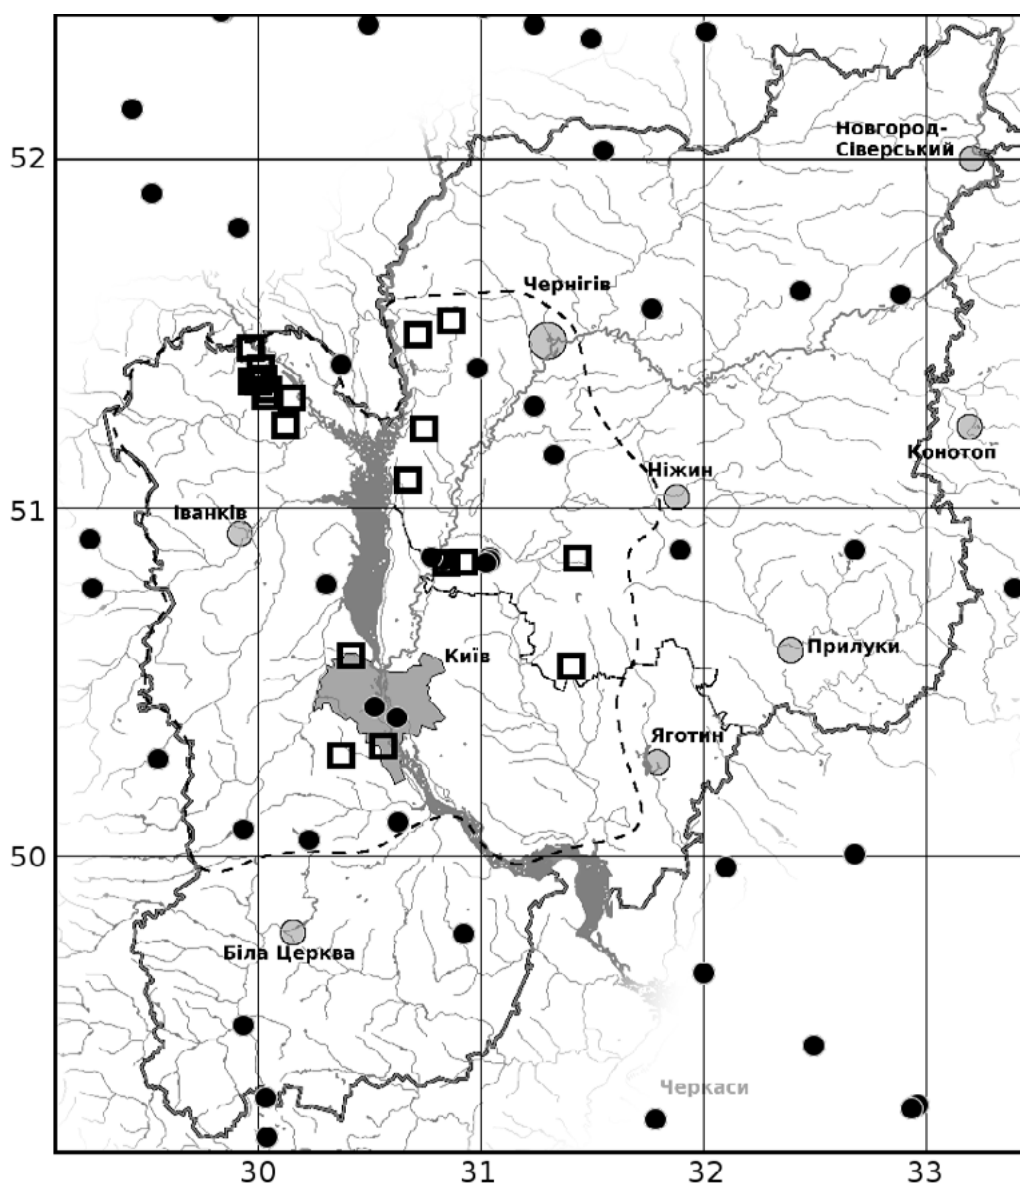 52
Новгород-
Сіверський
Чернігів
Ніжин
Конотоп
51
Іванків
Київ
Прилуки
Яготин
50
Біла Церква
Черкаси
30
31
32
33